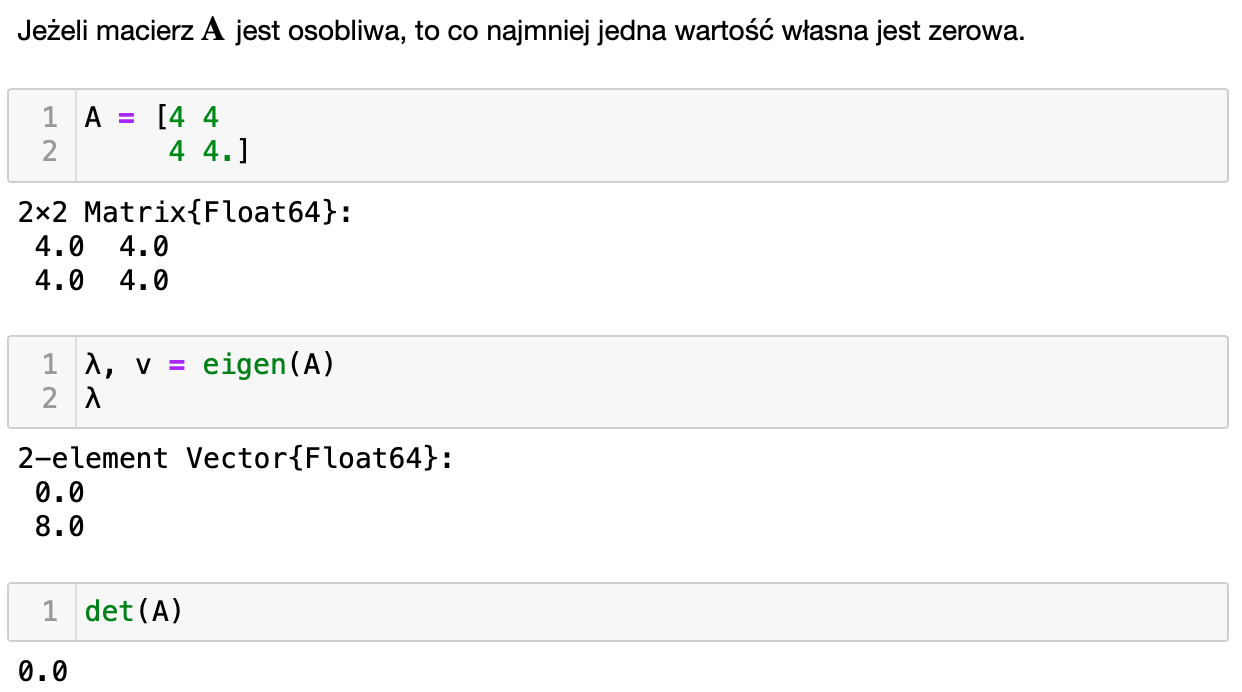 Jeżeli macierz A jest osobliwa, to co najmniej jedna wartość własna jest zerowa.
1 A = [4 4
2 4 4.]
2×2 Matrix{Float64}:
4.0 4.0
4.0 4.0
1 λ, v = eigen(A)
2 λ
2-element Vector{Float64}:
0.0
8.0
1 det(A)
0.0